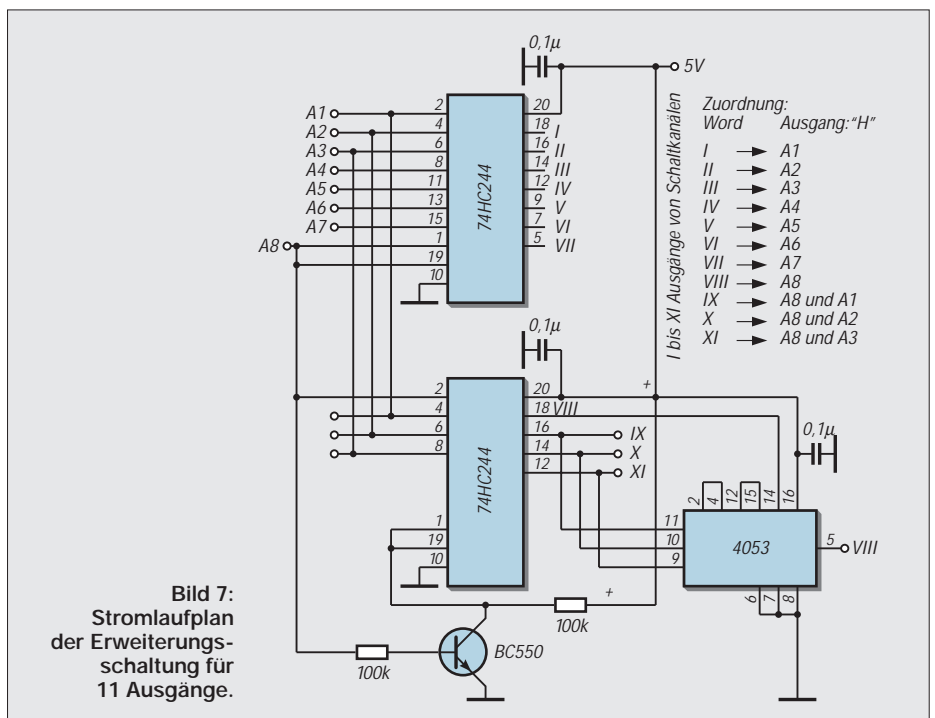 0,1µ
5V
A1
A2
A3
A4
A5
A6
A7
A8
2
4
6
8
11
13
15
1
19
10
74HC244
20
18
16
14
12
9
7
5
I
II
III
IV
V
VI
VII
I bis XI Ausgänge von Schaltkanälen
Zuordnung:
Word Ausgang:"H"
I A1
II A2
III A3
IV A4
V A5
VI A6
VII A7
VIII A8
IX A8 und A1
X A8 und A2
XI A8 und A3
0,1µ
+
2
4
6
8
1
19
10
74HC244
20
18 VIII
16
14
12
IX
X
XI
0,1µ
2
4
12
15
14
16
11
10
9
4053
5 VIII
6
7
8
+
100k
BC550
100k
Bild 7:
Stromlaufplan
der Erweiterungs-
schaltung für
11 Ausgänge.